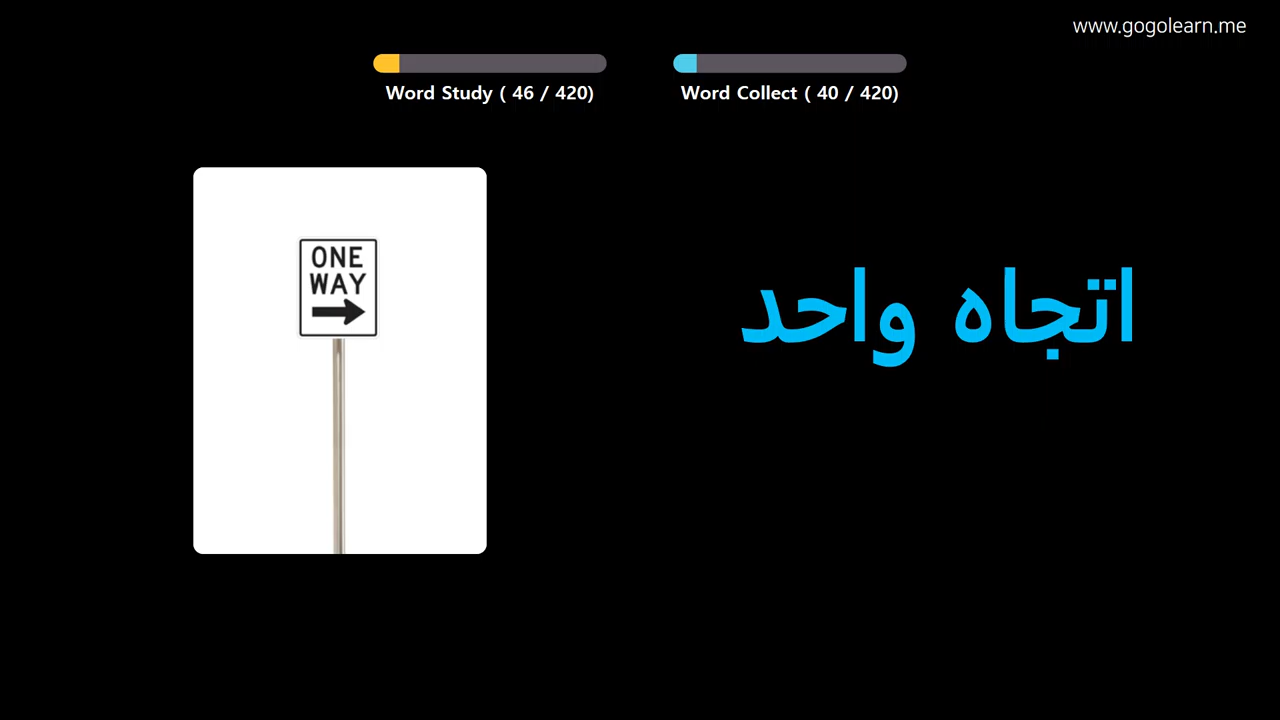 www.gogolearn.me
Word Study ( 46 / 420)
Word Collect ( 40 / 420)
ONE
WAY
اتجاه واحد